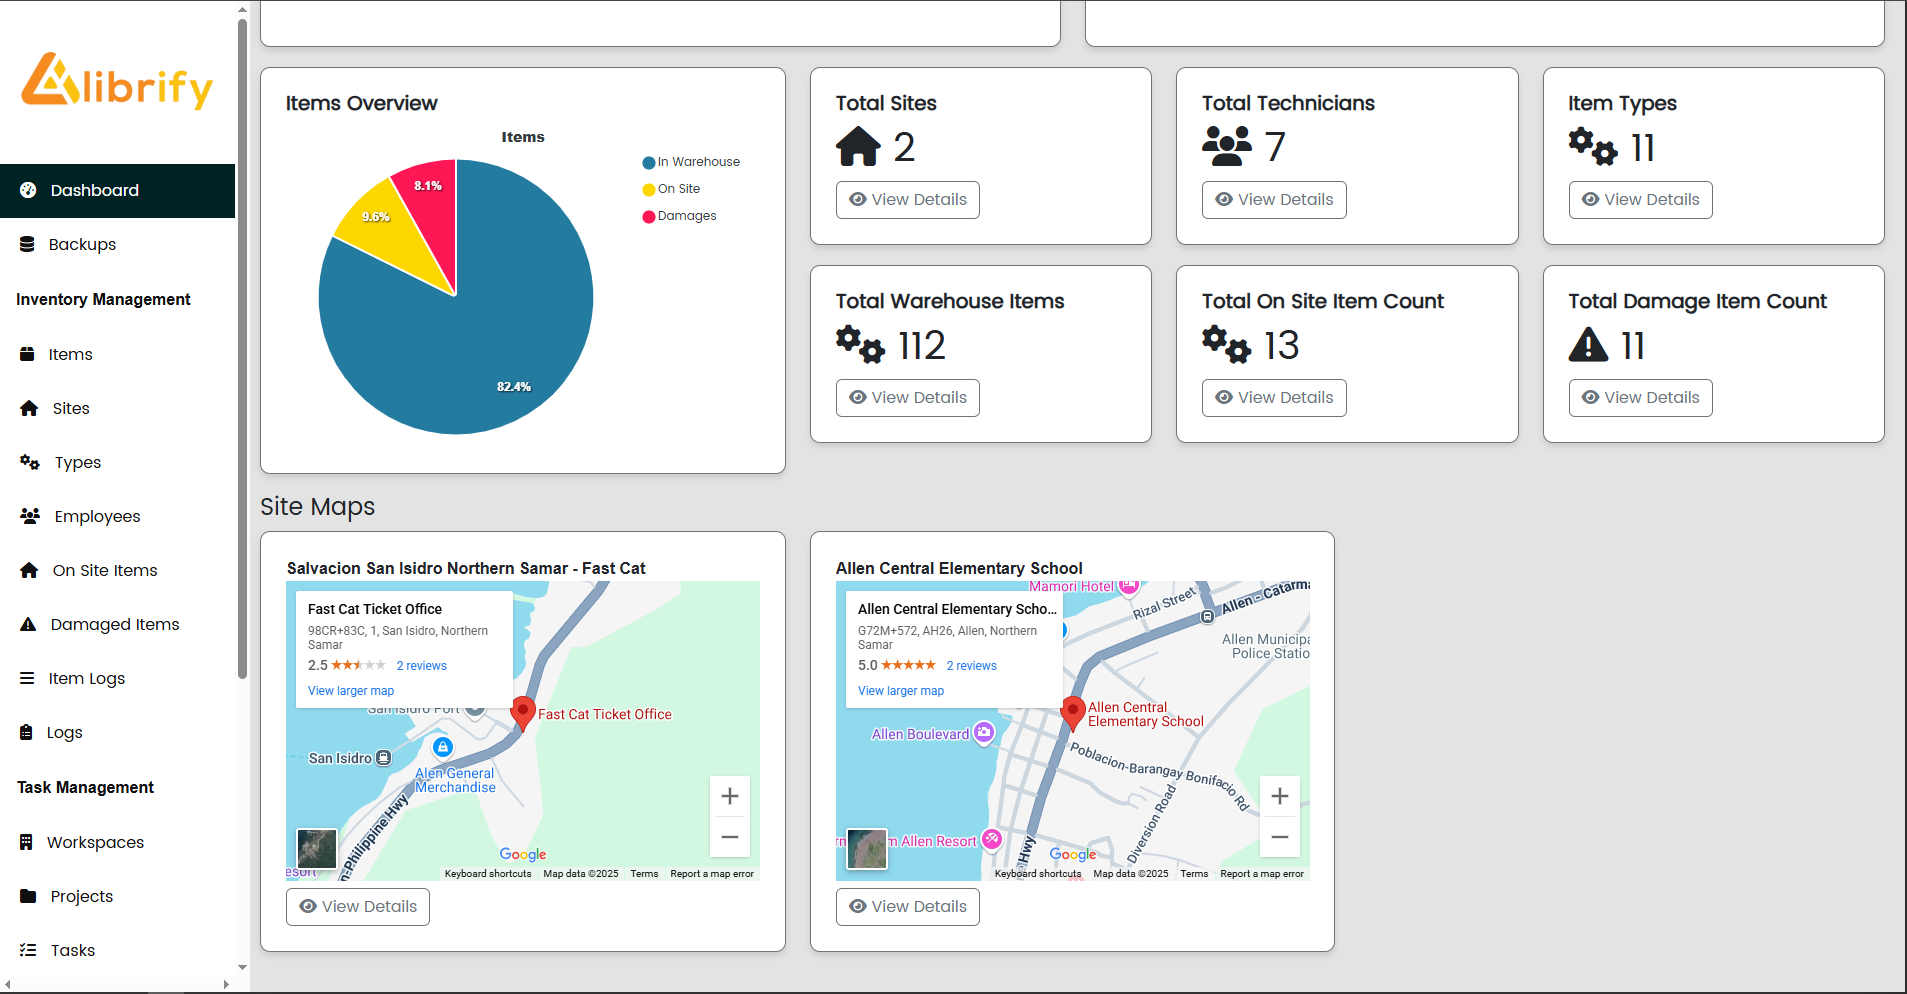 Alibrify
Dashboard
Backups
Inventory Management
Items
Sites
Types
Employees
On Site Items
Damaged Items
Item Logs
Logs
Task Management
Workspaces
Projects
Tasks
Items Overview
Items
In Warehouse
On Site
Damages
8.1%
9.6%
82.4%
Total Sites
2
View Details
Total Technicians
7
View Details
Item Types
11
View Details
Total Warehouse Items
112
View Details
Total On Site Item Count
13
View Details
Total Damage Item Count
11
View Details
Site Maps
Salvacion San Isidro Northern Samar - Fast Cat
Fast Cat Ticket Office
98CR+83C, 1, San Isidro, Northern
Samar
2.5 2 reviews
View larger map
San Isidro Port
Fast Cat Ticket Office
San Isidro
Alen General
Merchandise
n-Philippine Hwy
esort
Google
Keyboard shortcuts Map data ©2025 Terms Report a map error
View Details
Allen Central Elementary School
Mamori Hotel
Rizal Street
Allen - Catarma
Allen Central Elementary Scho...
G72M+572, AH26, Allen, Northern
Samar
5.0 2 reviews
View larger map
Allen Municipa
Police Statio
Allen Central
Elementary School
Allen Boulevard
Poblacion-Barangay Bonifacio Rd
Diversion Road
m Allen Resort
Hwy
Google
Keyboard shortcuts Map data ©2025 Terms Report a map error
View Details